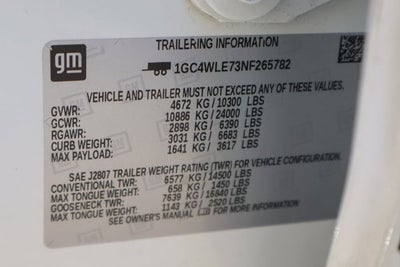 gm
TRAILERING INFORMATION
1GC4WLE73NF265782
VEHICLE AND TRAILER MUST NOT EXCEED ANY OF THESE VALUES
GVWR: 4672 KG/10300 LBS
GCWR: 10886 KG/24000 LBS
RGAWR: 2898 KG/ 6390 LBS
CURB WEIGHT: 3031 KG/ 6683 LBS
MAX PAYLOAD: 1641 KG/ 3617 LBS
SAE J2807 TRAILER WEIGHT RATING (TWR) FOR VEHICLE CONFIGURATION.
CONVENTIONAL TWR: 6577 KG/14500 LBS
MAX TONGUE WEIGHT: 658 KG/ 1450 LBS
GOOSENECK TWR: 7639 KG/16840 LBS
MAX TONGUE WEIGHT: 1143 KG/ 2520 LBS
SEE OWNER'S MANUAL FOR MORE INFORMATION